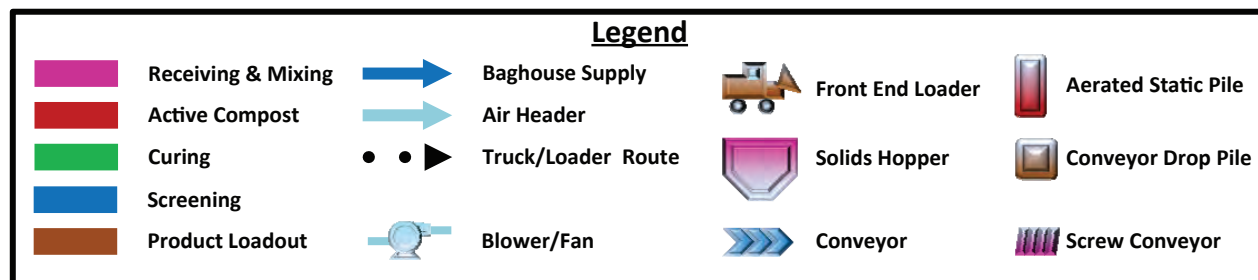 Legend
Receiving & Mixing
Active Compost
Curing
Screening
Product Loadout
Baghouse Supply
Air Header
Truck/Loader Route
Blower/Fan
Front End Loader
Solids Hopper
Conveyor
Aerated Static Pile
Conveyor Drop Pile
Screw Conveyor